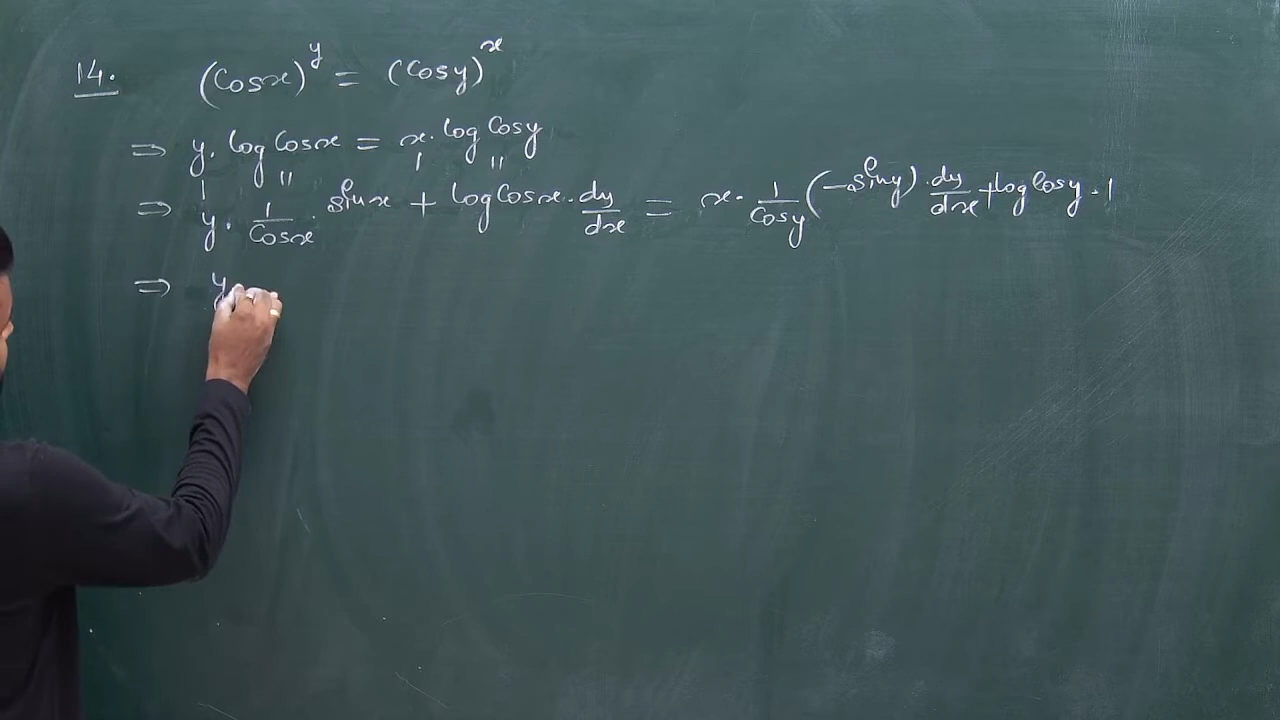 14. (Cosx)^y = (Cosy)^x
⇒ y. log Cosx = x. log Cosy
⇒ y. 1/Cosx . sinx + log Cosx . dy/dx = x. 1/Cosy (-siny) . dy/dx + log Cosy . 1
⇒ y